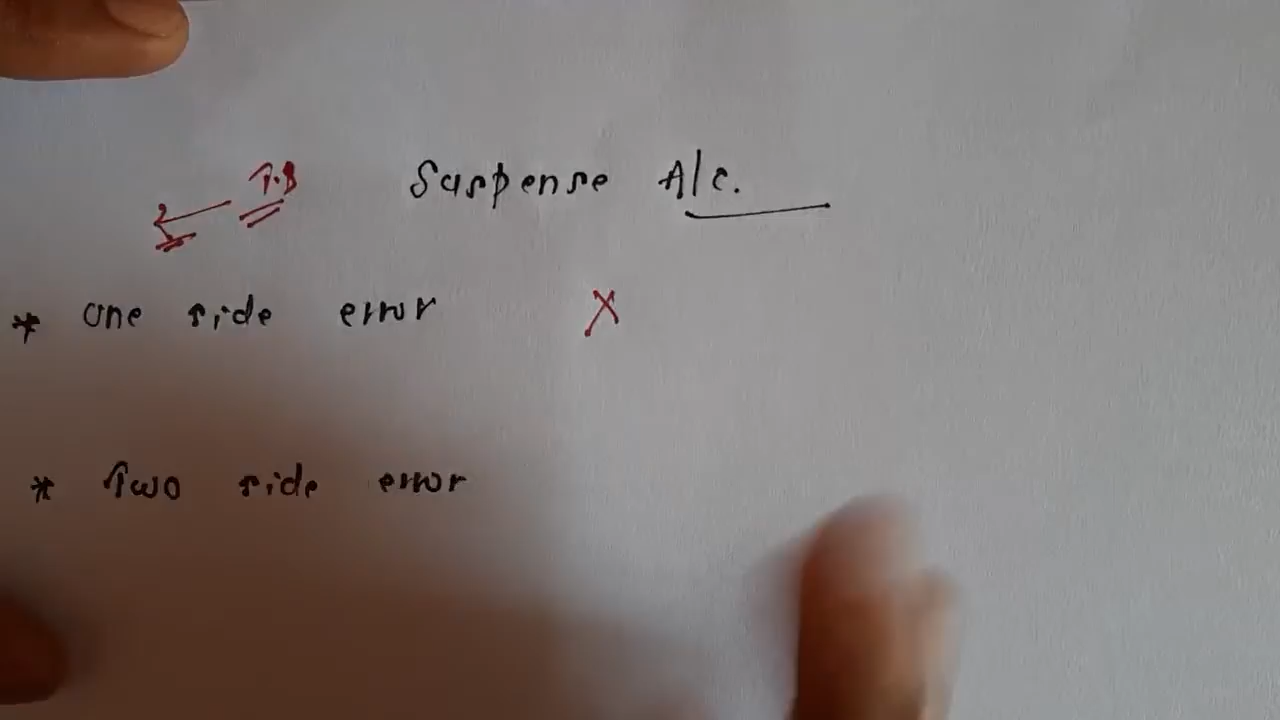 T.B Suspense A/c.
* one side error X
* Two side error